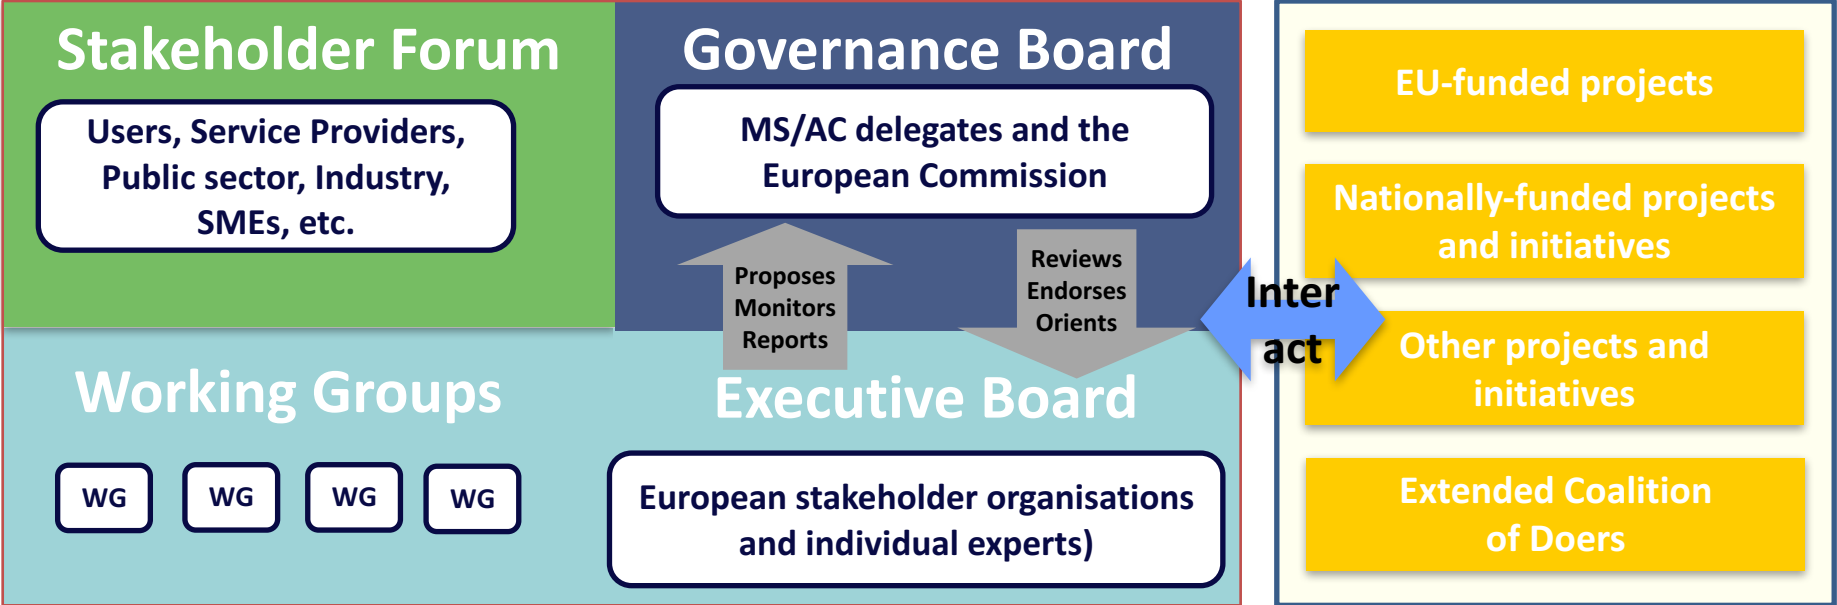 Stakeholder Forum
Users, Service Providers,
Public sector, Industry,
SMEs, etc.
Governance Board
MS/AC delegates and the
European Commission
Proposes
Monitors
Reports
Reviews
Endorses
Orients
Working Groups
WG
WG
WG
WG
Executive Board
European stakeholder organisations
and individual experts)
Inter
act
EU-funded projects
Nationally-funded projects
and initiatives
Other projects and
initiatives
Extended Coalition
of Doers